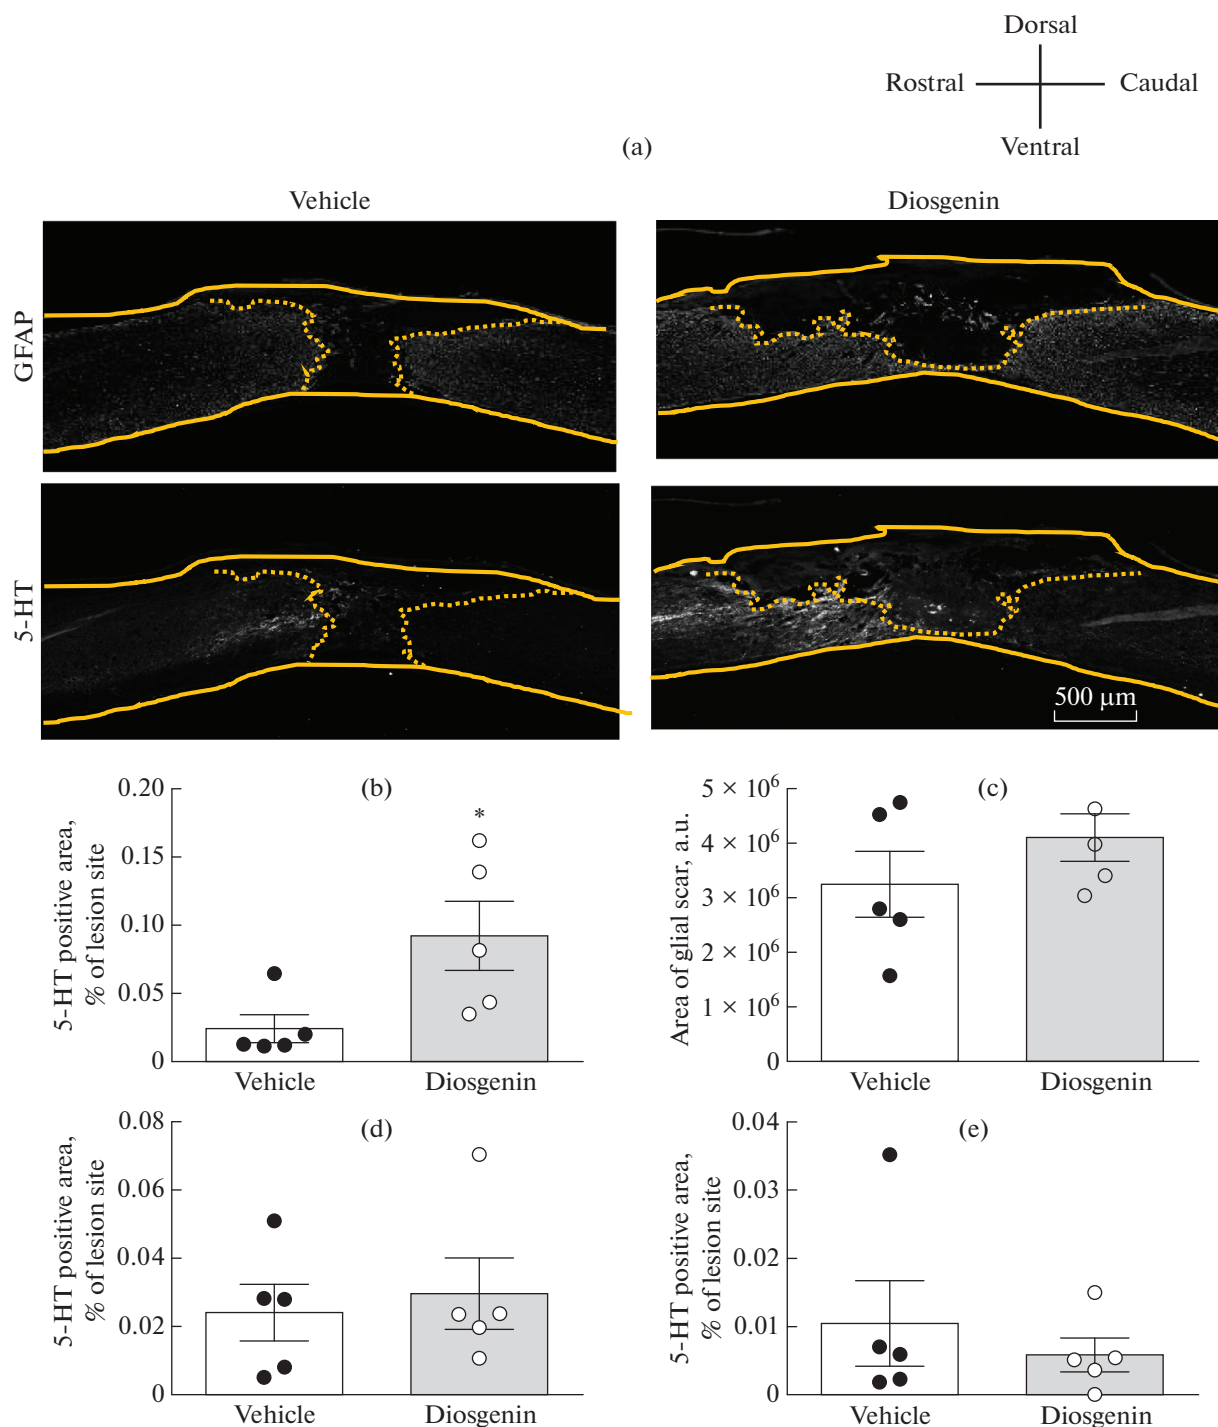 Dorsal
Rostral
Caudal
Ventral
(a)
Vehicle
Diosgenin
GFAP
5-HT
500 μm
(b)
5-HT positive area,
% of lesion site
0.20
0.15
0.10
0.05
0
*
Vehicle
Diosgenin
(c)
Area of glial scar, a.u.
5 × 10⁶
4 × 10⁶
3 × 10⁶
2 × 10⁶
1 × 10⁶
0
Vehicle
Diosgenin
(d)
5-HT positive area,
% of lesion site
0.08
0.06
0.04
0.02
0
Vehicle
Diosgenin
(e)
5-HT positive area,
% of lesion site
0.04
0.03
0.02
0.01
0
Vehicle
Diosgenin